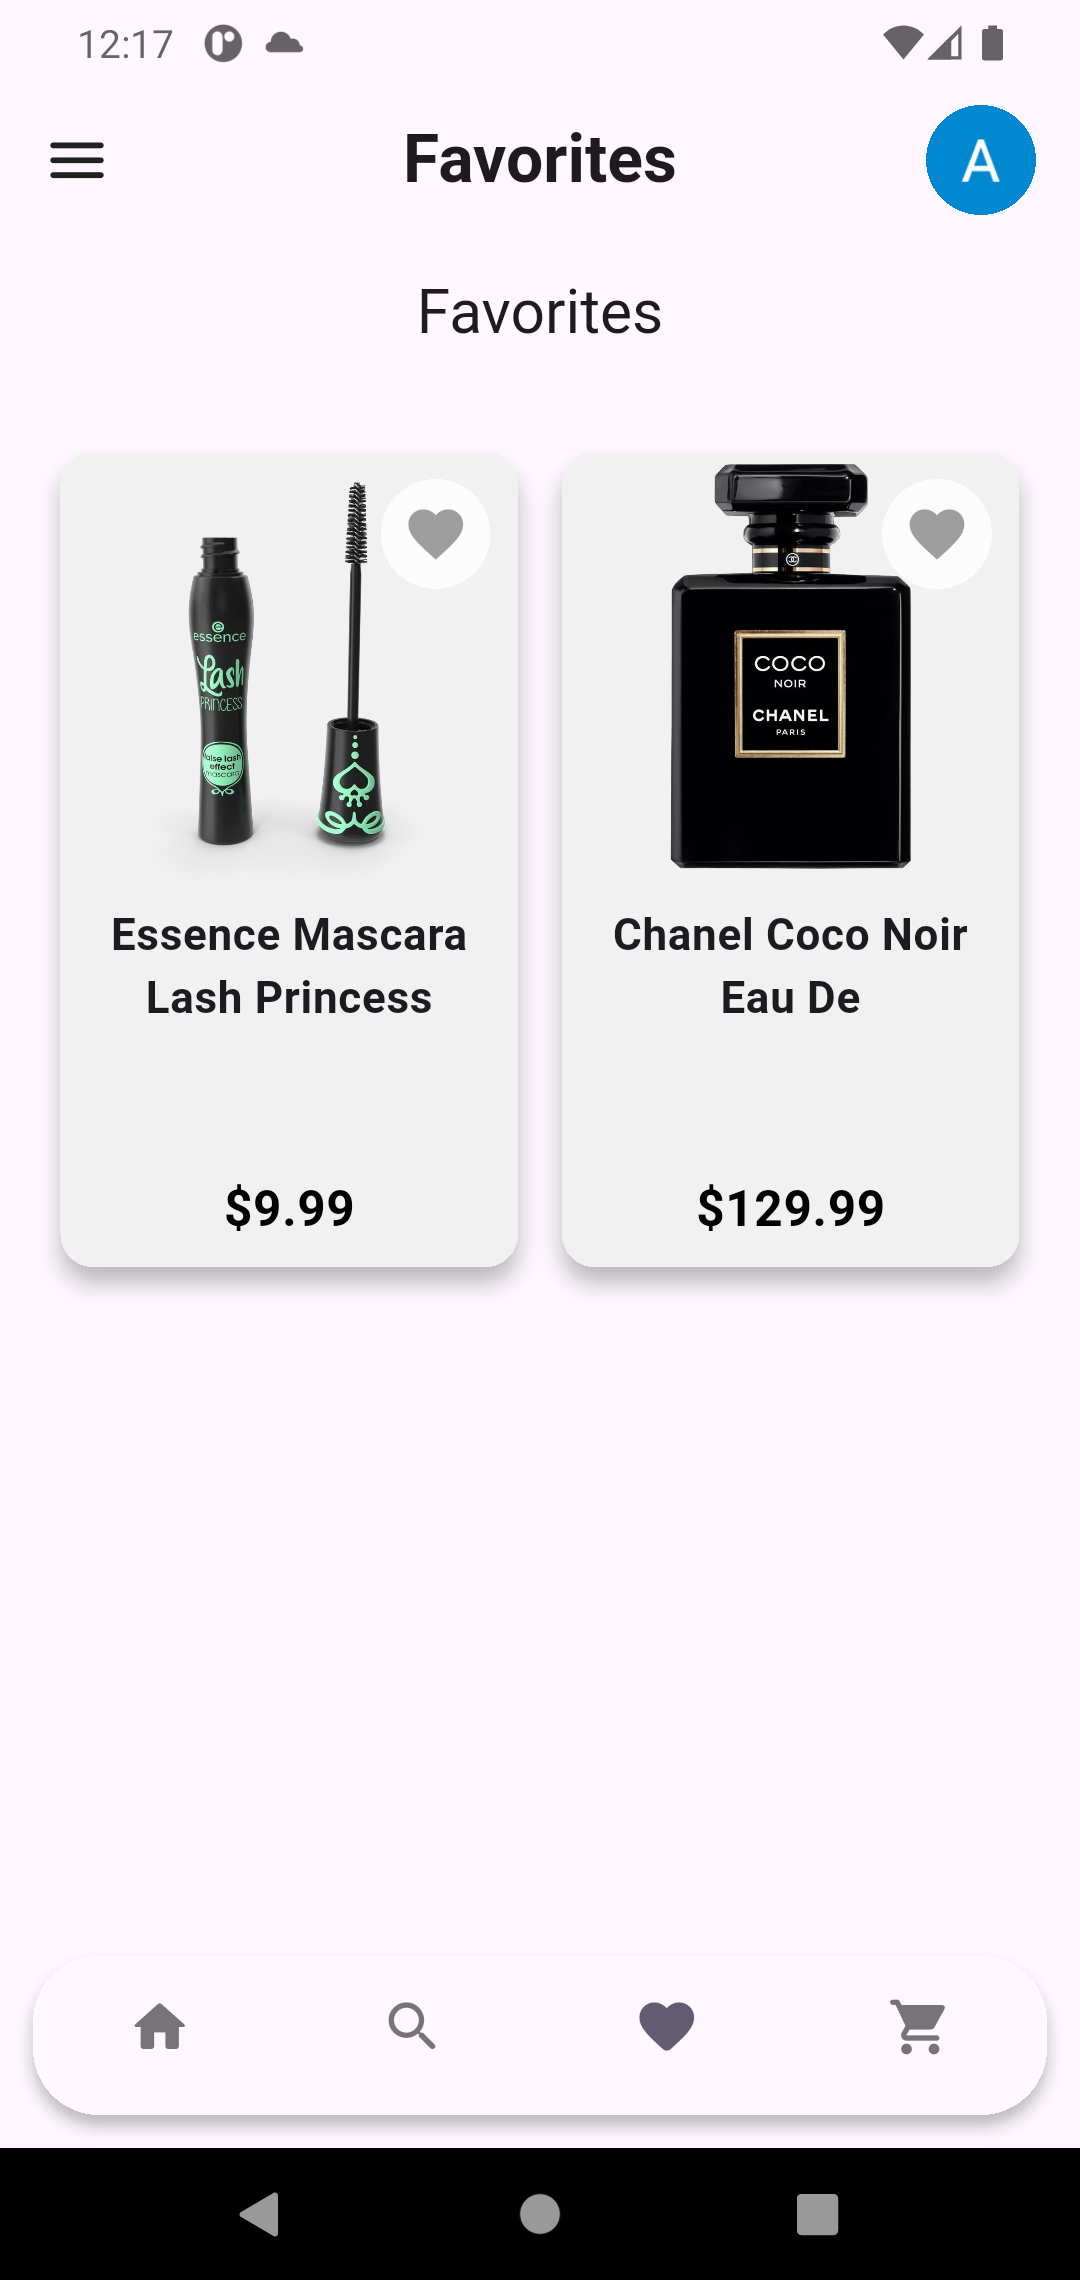 12:17
Favorites
A
Favorites
essence
Lash
PRINCESS
false lash
effect
mascara
COCO
NOIR
CHANEL
PARIS
Essence Mascara
Lash Princess
Chanel Coco Noir
Eau De
$9.99
$129.99